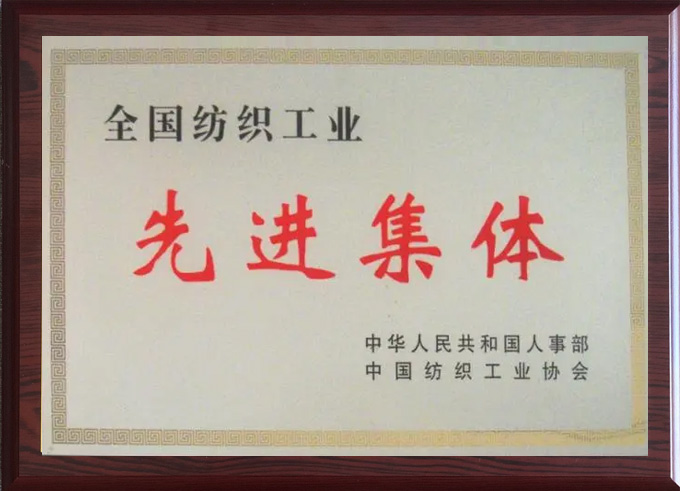 全国纺织工业
先进集体
中华人民共和国人事部
中国纺织工业协会